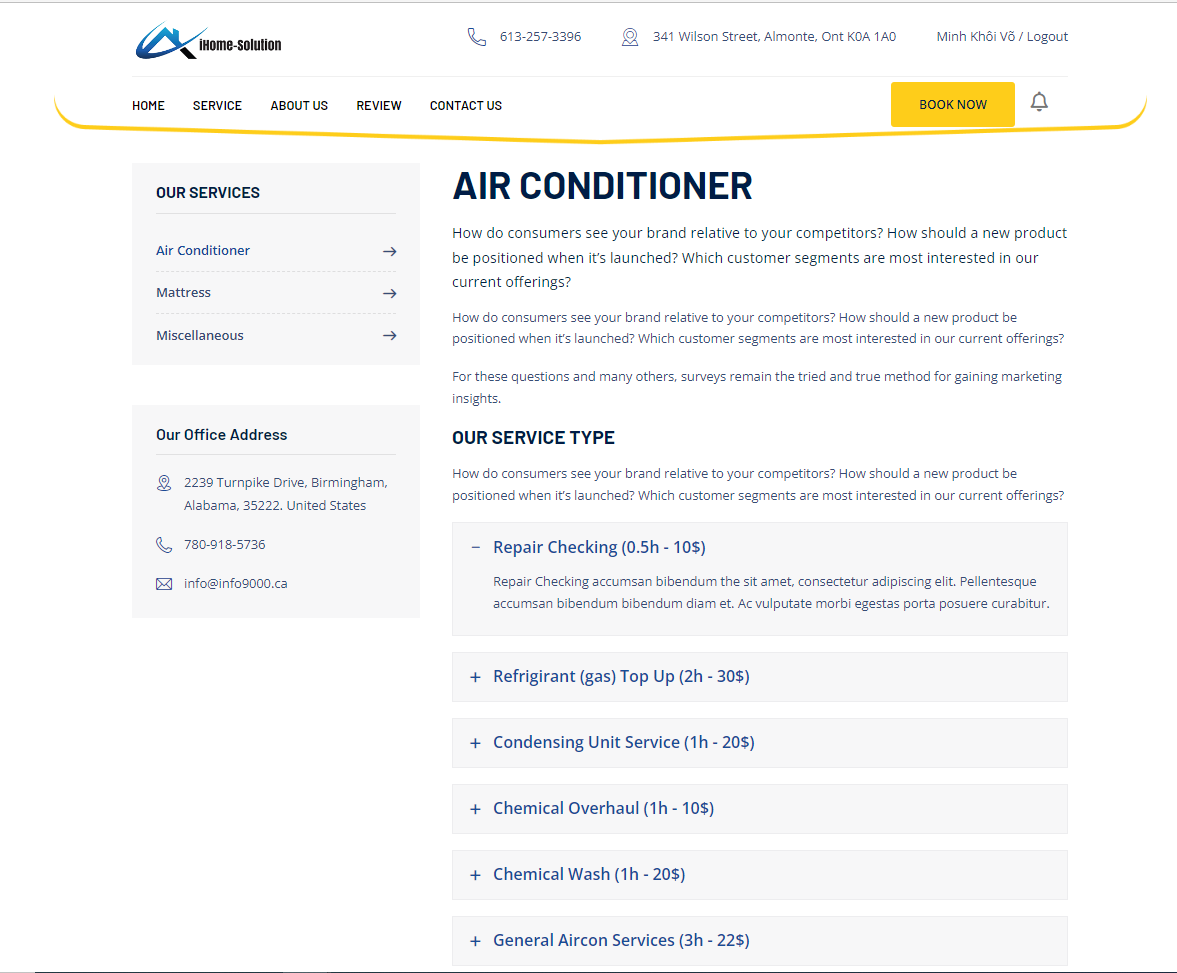 iHome-Solution
613-257-3396
341 Wilson Street, Almonte, Ont K0A 1A0
Minh Khôi Võ / Logout
HOME
SERVICE
ABOUT US
REVIEW
CONTACT US
BOOK NOW
OUR SERVICES
Air Conditioner
Mattress
Miscellaneous
Our Office Address
2239 Turnpike Drive, Birmingham,
Alabama, 35222. United States
780-918-5736
info@info9000.ca
AIR CONDITIONER
How do consumers see your brand relative to your competitors? How should a new product
be positioned when it’s launched? Which customer segments are most interested in our
current offerings?
How do consumers see your brand relative to your competitors? How should a new product be
positioned when it’s launched? Which customer segments are most interested in our current offerings?
For these questions and many others, surveys remain the tried and true method for gaining marketing
insights.
OUR SERVICE TYPE
How do consumers see your brand relative to your competitors? How should a new product be
positioned when it’s launched? Which customer segments are most interested in our current offerings?
− Repair Checking (0.5h - 10$)
Repair Checking accumsan bibendum the sit amet, consectetur adipiscing elit. Pellentesque
accumsan bibendum bibendum diam et. Ac vulputate morbi egestas porta posuere curabitur.
+ Refrigirant (gas) Top Up (2h - 30$)
+ Condensing Unit Service (1h - 20$)
+ Chemical Overhaul (1h - 10$)
+ Chemical Wash (1h - 20$)
+ General Aircon Services (3h - 22$)